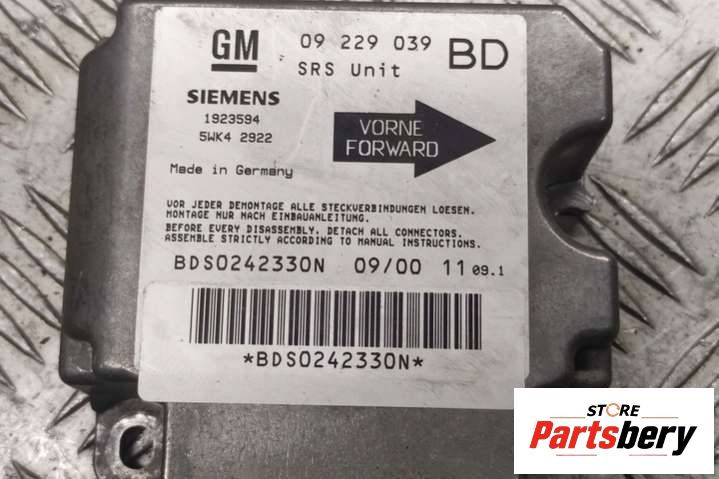 GM 09 229 039 BD
SRS Unit
SIEMENS
1923594
5WK4 2922
VORNE
FORWARD
Made in Germany
VOR JEDER DEMONTAGE ALLE STECKVERBINDUNGEN LOESEN.
MONTAGE NUR NACH EINBAUANLEITUNG.
BEFORE EVERY DISASSEMBLY, DETACH ALL CONNECTORS.
ASSEMBLE STRICTLY ACCORDING TO MANUAL INSTRUCTIONS.
BDS0242330N 09/00 11 09.1
*BDS0242330N*
STORE
Partsbery